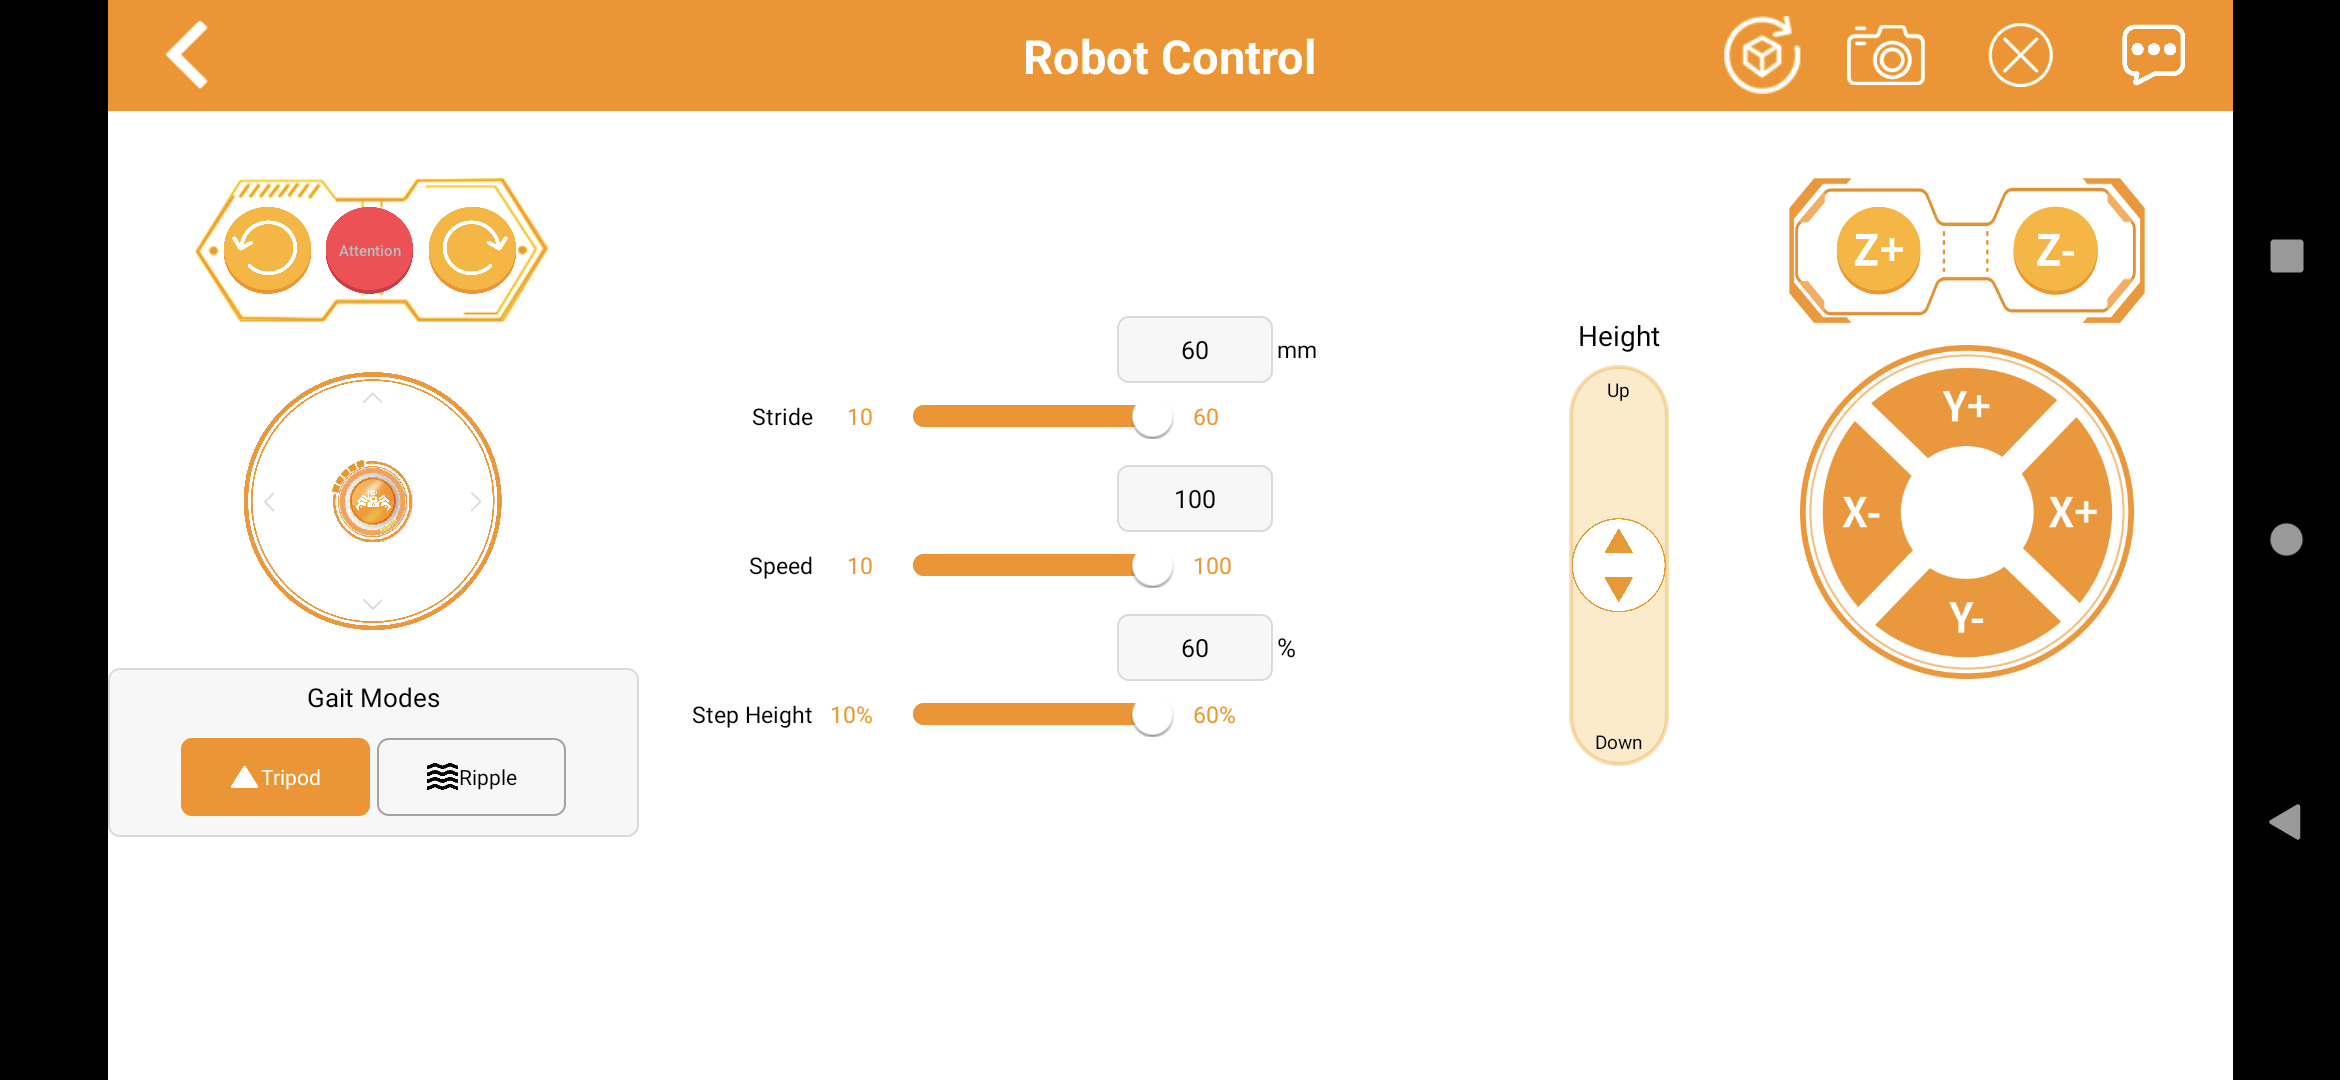 Robot Control
Attention
Z+ Z-
60 mm
Height
Stride 10 60
Up
Y+
100
X- X+
Speed 10 100
60 %
Y-
Step Height 10% 60%
Down
Gait Modes
Tripod Ripple